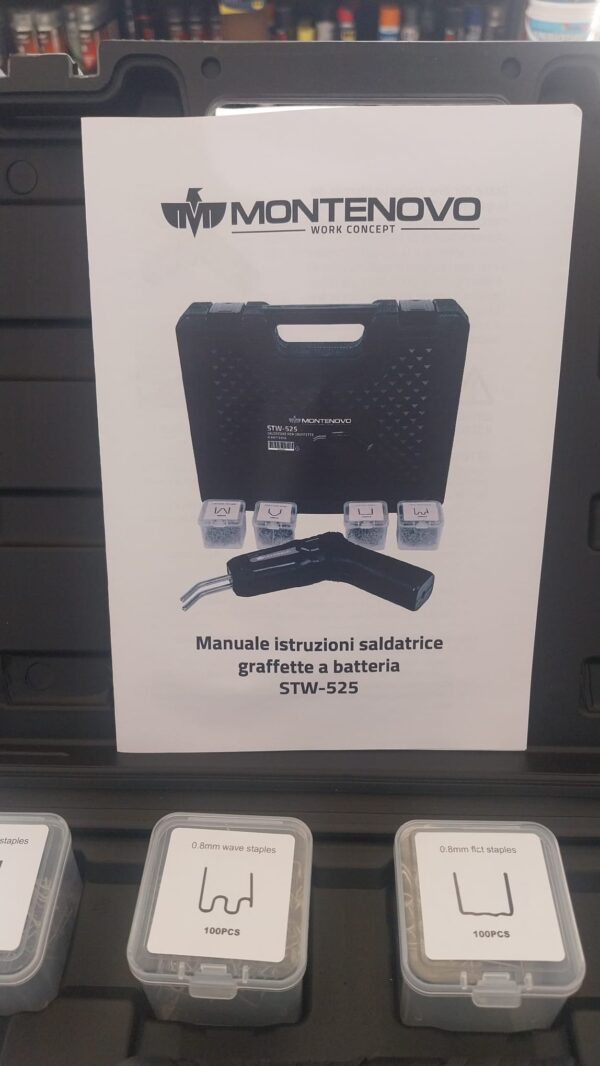 MONTENOVO
WORK CONCEPT
MONTENOVO
STW-525
Manuale istruzioni saldatrice
graffette a batteria
STW-525
staples
0.8mm wave staples
100PCS
0.8mm flat staples
100PCS